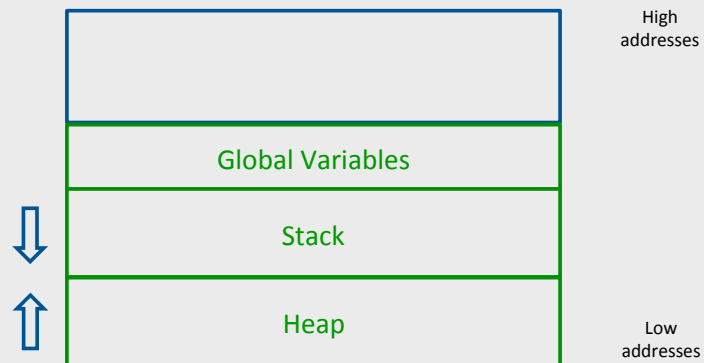 High
addresses
Global Variables
Stack
Heap
Low
addresses